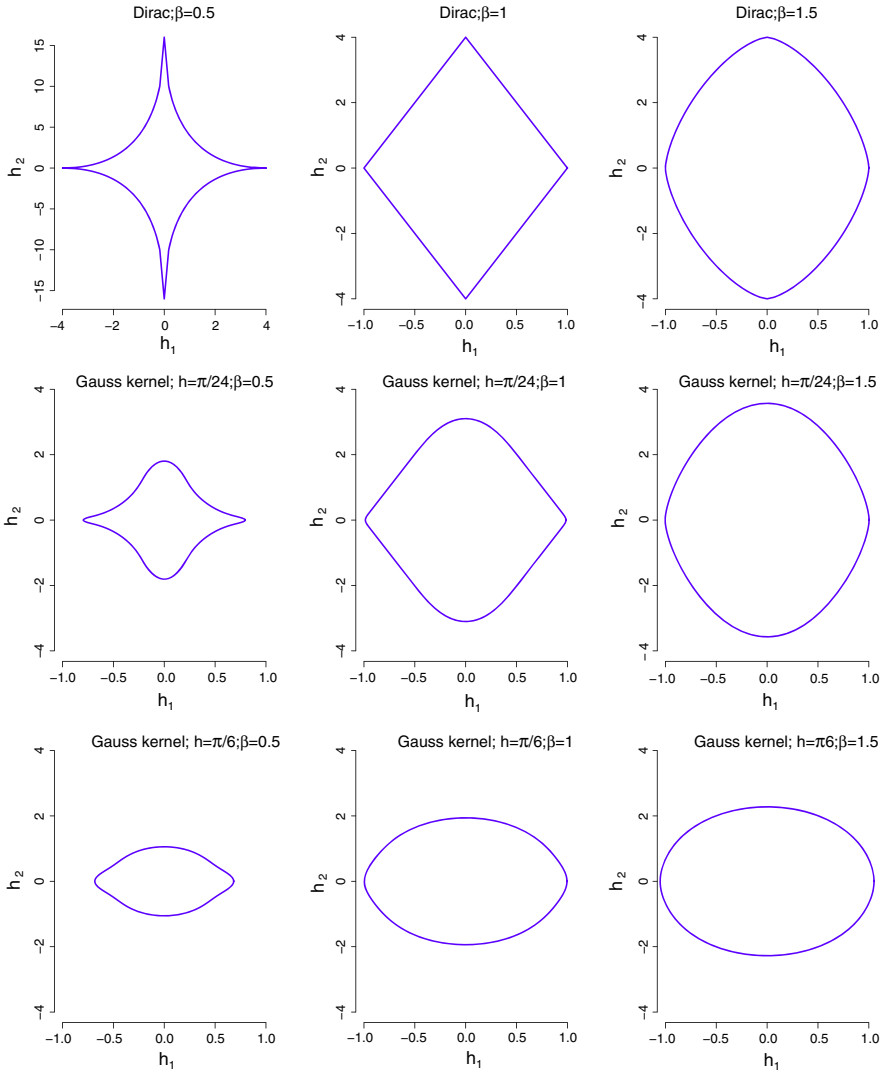 Dirac;β=0.5
Dirac;β=1
Dirac;β=1.5
h2
15
10
5
0
−5
−10
−15
−4 −2 0 2 4
h1
h2
4
2
0
−2
−4
−1.0 −0.5 0.0 0.5 1.0
h1
h2
4
2
0
−2
−4
−1.0 −0.5 0.0 0.5 1.0
h1
Gauss kernel; h=π/24;β=0.5
Gauss kernel; h=π/24;β=1
Gauss kernel; h=π/24;β=1.5
h2
4
2
0
−2
−4
−1.0 −0.5 0.0 0.5 1.0
h1
h2
4
2
0
−2
−4
−1.0 −0.5 0.0 0.5 1.0
h1
h2
4
2
0
−2
−4
−1.0 −0.5 0.0 0.5 1.0
h1
Gauss kernel; h=π/6;β=0.5
Gauss kernel; h=π/6;β=1
Gauss kernel; h=π6;β=1.5
h2
4
2
0
−2
−4
−1.0 −0.5 0.0 0.5 1.0
h1
h2
4
2
0
−2
−4
−1.0 −0.5 0.0 0.5 1.0
h1
h2
4
2
0
−2
−4
−1.0 −0.5 0.0 0.5 1.0
h1